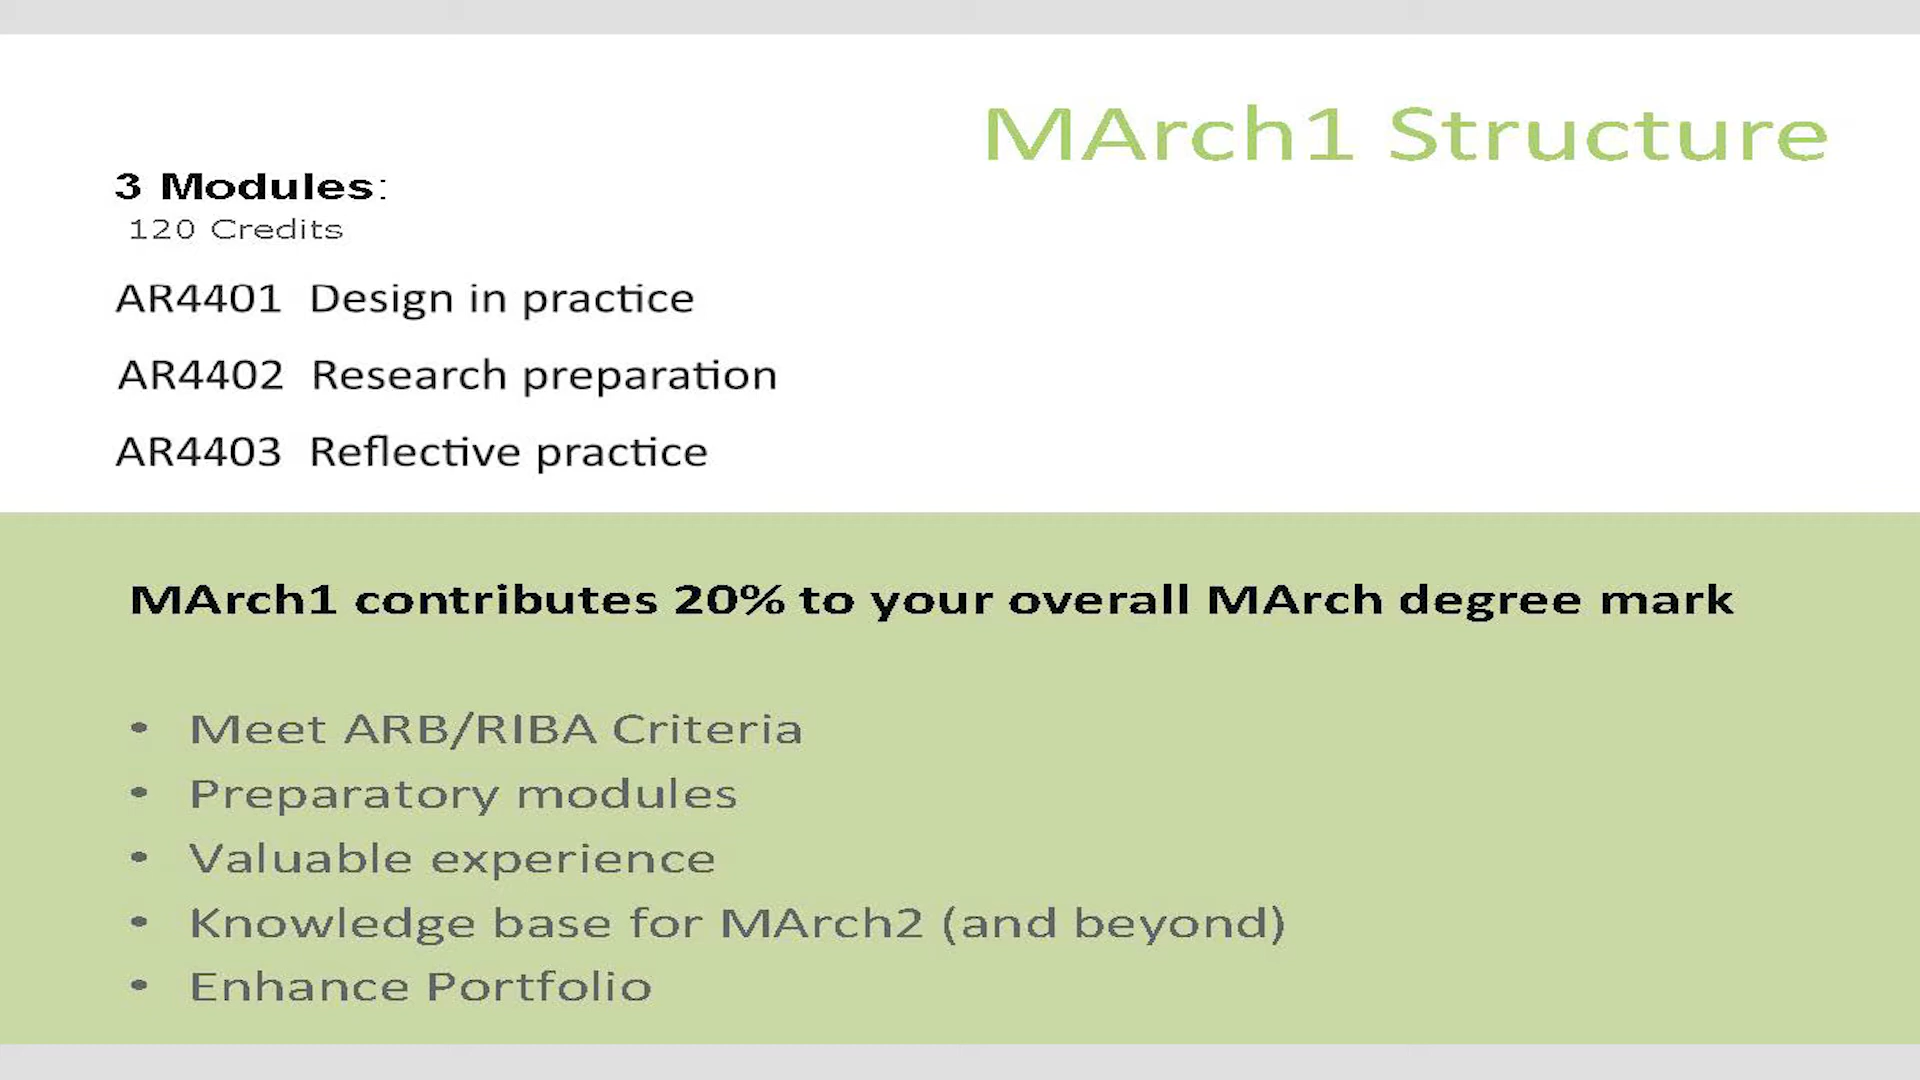 MArch1 Structure
3 Modules:
120 Credits
AR4401 Design in practice
AR4402 Research preparation
AR4403 Reflective practice
MArch1 contributes 20% to your overall MArch degree mark
• Meet ARB/RIBA Criteria
• Preparatory modules
• Valuable experience
• Knowledge base for MArch2 (and beyond)
• Enhance Portfolio